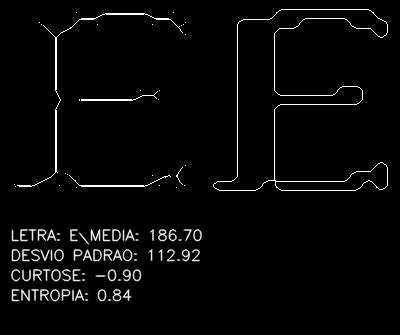 E E
LETRA: E\MEDIA: 186.70
DESVIO PADRAO: 112.92
CURTOSE: -0.90
ENTROPIA: 0.84